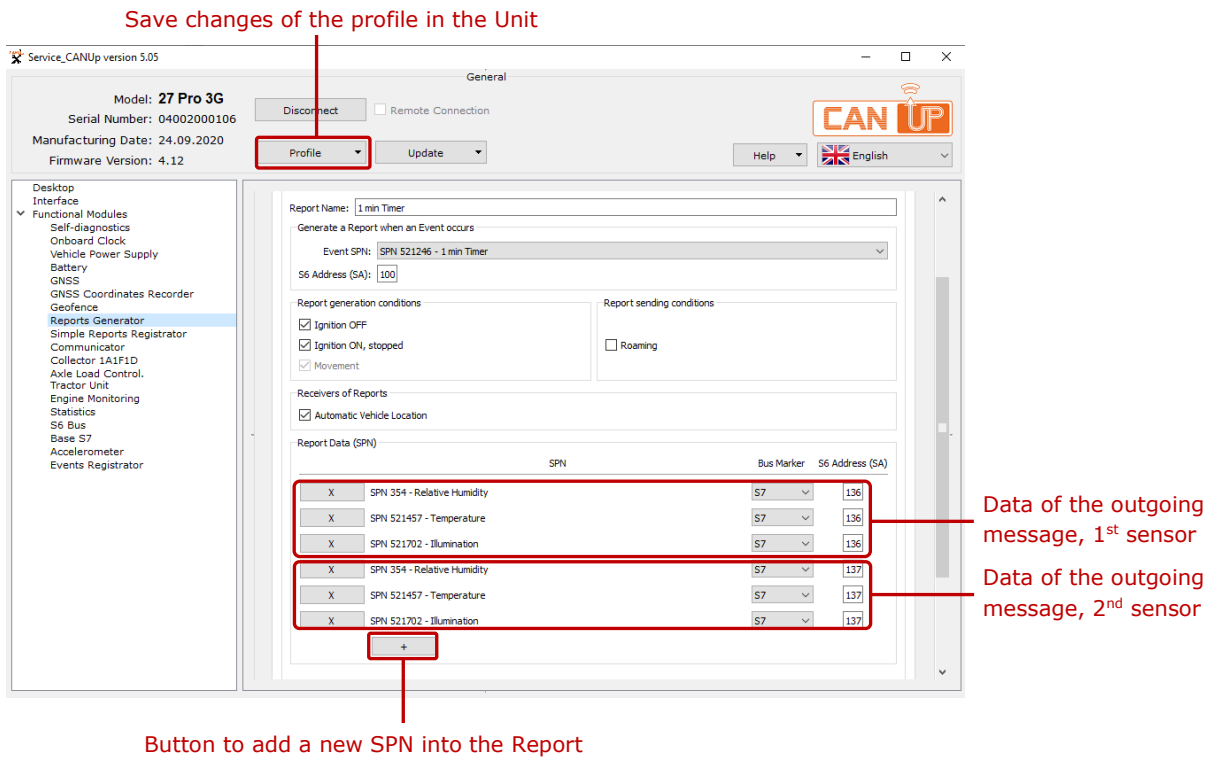 Save changes of the profile in the Unit
Service_CANUp version 5.05
General
Model: 27 Pro 3G
Serial Number: 04002000106
Manufacturing Date: 24.09.2020
Firmware Version: 4.12
Disconnect
Remote Connection
Profile
Update
CAN UP
Help
English
Desktop
Interface
Functional Modules
Self-diagnostics
Onboard Clock
Vehicle Power Supply
Battery
GNSS
GNSS Coordinates Recorder
Geofence
Reports Generator
Simple Reports Registrator
Communicator
Collector 1A1F1D
Axle Load Control.
Tractor Unit
Engine Monitoring
Statistics
S6 Bus
Base S7
Accelerometer
Events Registrator
Report Name: 1 min Timer
Generate a Report when an Event occurs
Event SPN: SPN 521246 - 1 min Timer
S6 Address (SA): 100
Report generation conditions
Ignition OFF
Ignition ON, stopped
Movement
Report sending conditions
Roaming
Receivers of Reports
Automatic Vehicle Location
Report Data (SPN)
SPN Bus Marker S6 Address (SA)
X SPN 354 - Relative Humidity S7 136
X SPN 521457 - Temperature S7 136
X SPN 521702 - Illumination S7 136
X SPN 354 - Relative Humidity S7 137
X SPN 521457 - Temperature S7 137
X SPN 521702 - Illumination S7 137
+
Data of the outgoing
message, 1st sensor
Data of the outgoing
message, 2nd sensor
Button to add a new SPN into the Report